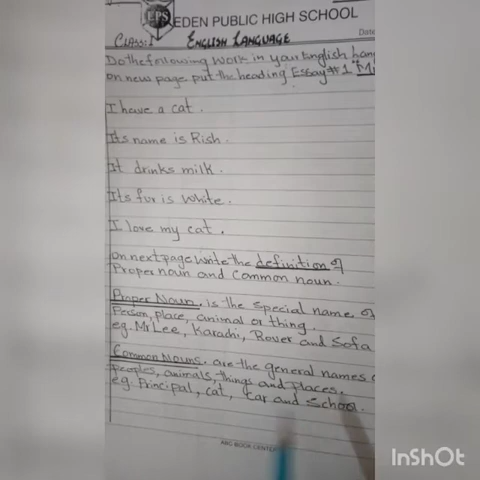 EPS EDEN PUBLIC HIGH SCHOOL
Date
CLASS:I ENGLISH LANGUAGE
Do the following work in your English
on new page put the heading Essay #1 "M
I have a cat.
Its name is Rish.
It drinks milk.
Its fur is white.
I love my cat.
on next page write the definition of
Proper noun and Common noun.
Proper Noun. is the special name of
Person, place, animal or thing.
eg. Mr Lee, Karachi, Rover and Sofa
Common Nouns. are the general names
peoples, animals, things and places.
eg. Principal, cat, car and School.
ABC BOOK CENTER
InShOt